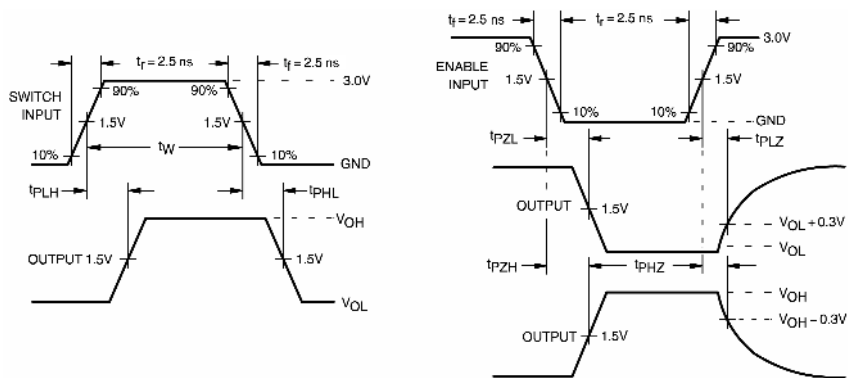 tr = 2.5 ns
tf = 2.5 ns
3.0V
SWITCH
INPUT
90%
90%
1.5V
1.5V
tW
10%
10%
GND
tPLH
tPHL
VOH
OUTPUT 1.5V
1.5V
VOL
tf = 2.5 ns
tr = 2.5 ns
3.0V
90%
90%
ENABLE
INPUT
1.5V
1.5V
10%
10%
GND
tPZL
tPLZ
OUTPUT
1.5V
VOL + 0.3V
VOL
tPZH
tPHZ
VOH
VOH – 0.3V
OUTPUT
1.5V